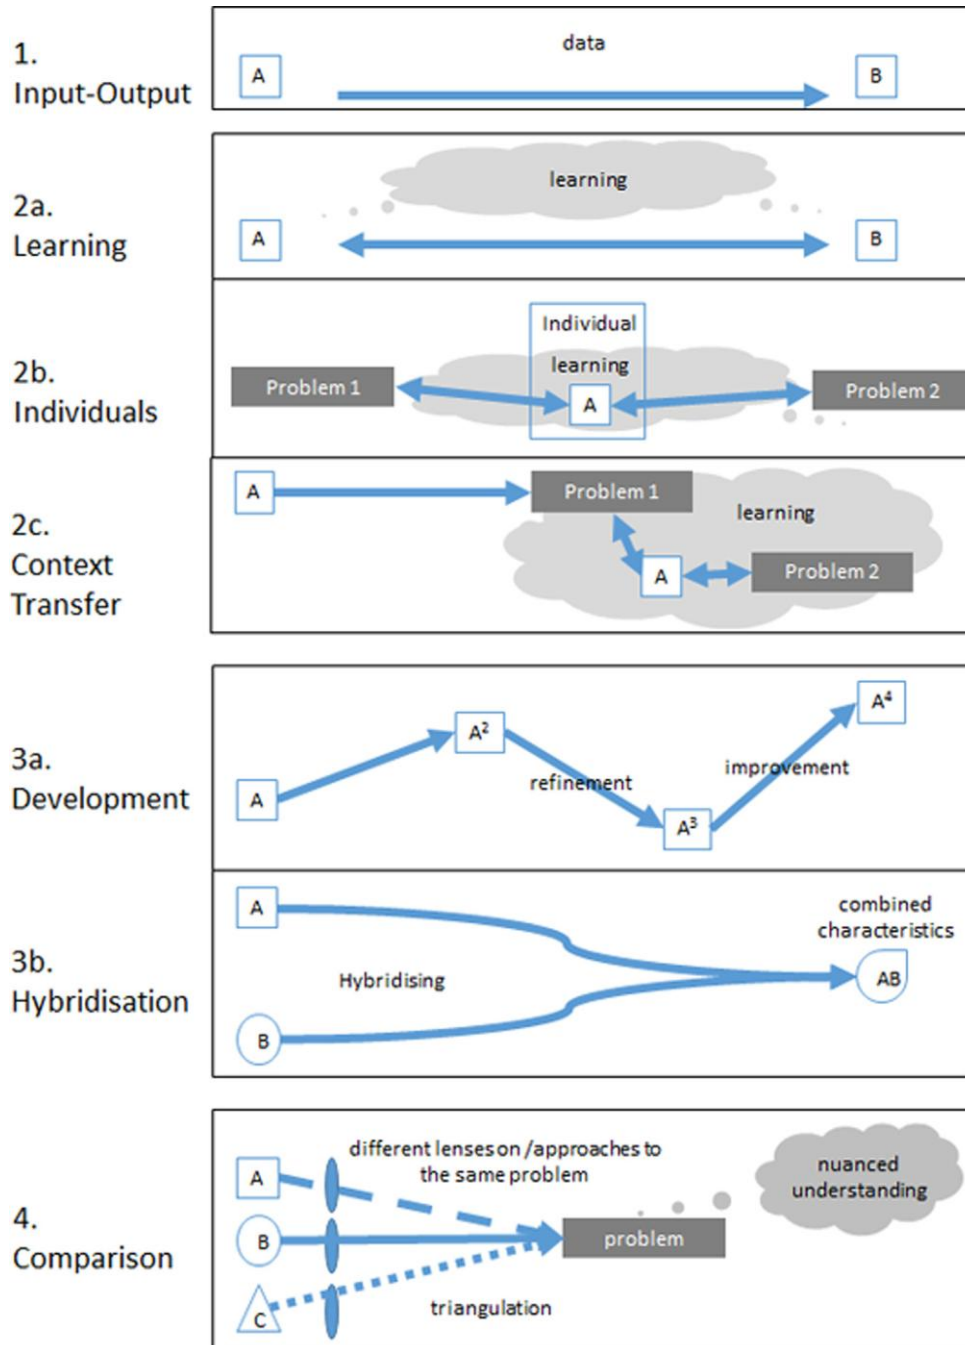 1.
Input-Output
data
A
B
2a.
Learning
learning
A
B
2b.
Individuals
Individual
learning
Problem 1
A
Problem 2
2c.
Context
Transfer
A
Problem 1
learning
A
Problem 2
3a.
Development
A⁴
A²
improvement
refinement
A
A³
3b.
Hybridisation
A
combined
characteristics
Hybridising
AB
B
4.
Comparison
different lenses on /approaches to
the same problem
A
nuanced
understanding
B
problem
triangulation
C